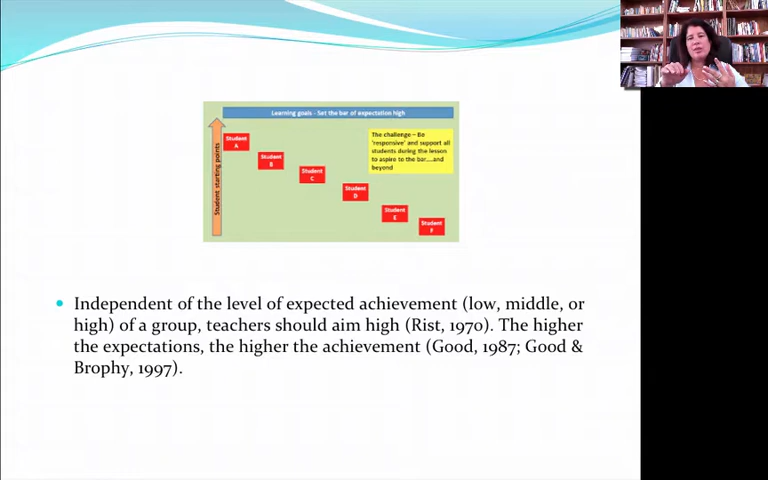 Learning goals - Set the bar of expectation high
Student starting points
Student
A
Student
B
Student
C
Student
D
Student
E
Student
F
The challenge – Be
'responsive' and support all
students during the lesson
to aspire to the bar....and
beyond
• Independent of the level of expected achievement (low, middle, or
high) of a group, teachers should aim high (Rist, 1970). The higher
the expectations, the higher the achievement (Good, 1987; Good &
Brophy, 1997).